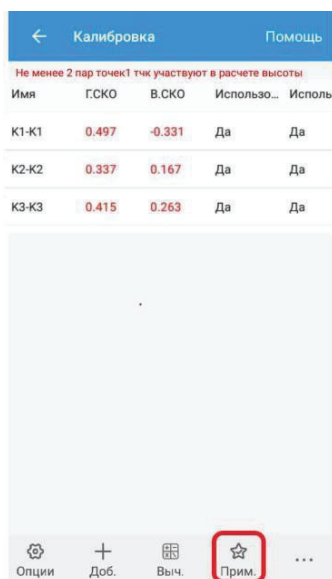 Калибровка Помощь
Не менее 2 пар точек1 тчк участвуют в расчете высоты
Имя Г.СКО В.СКО Использо... Исполь
К1-К1 0.497 -0.331 Да Да
К2-К2 0.337 0.167 Да Да
К3-К3 0.415 0.263 Да Да
Опции Доб. Выч. Прим. ...